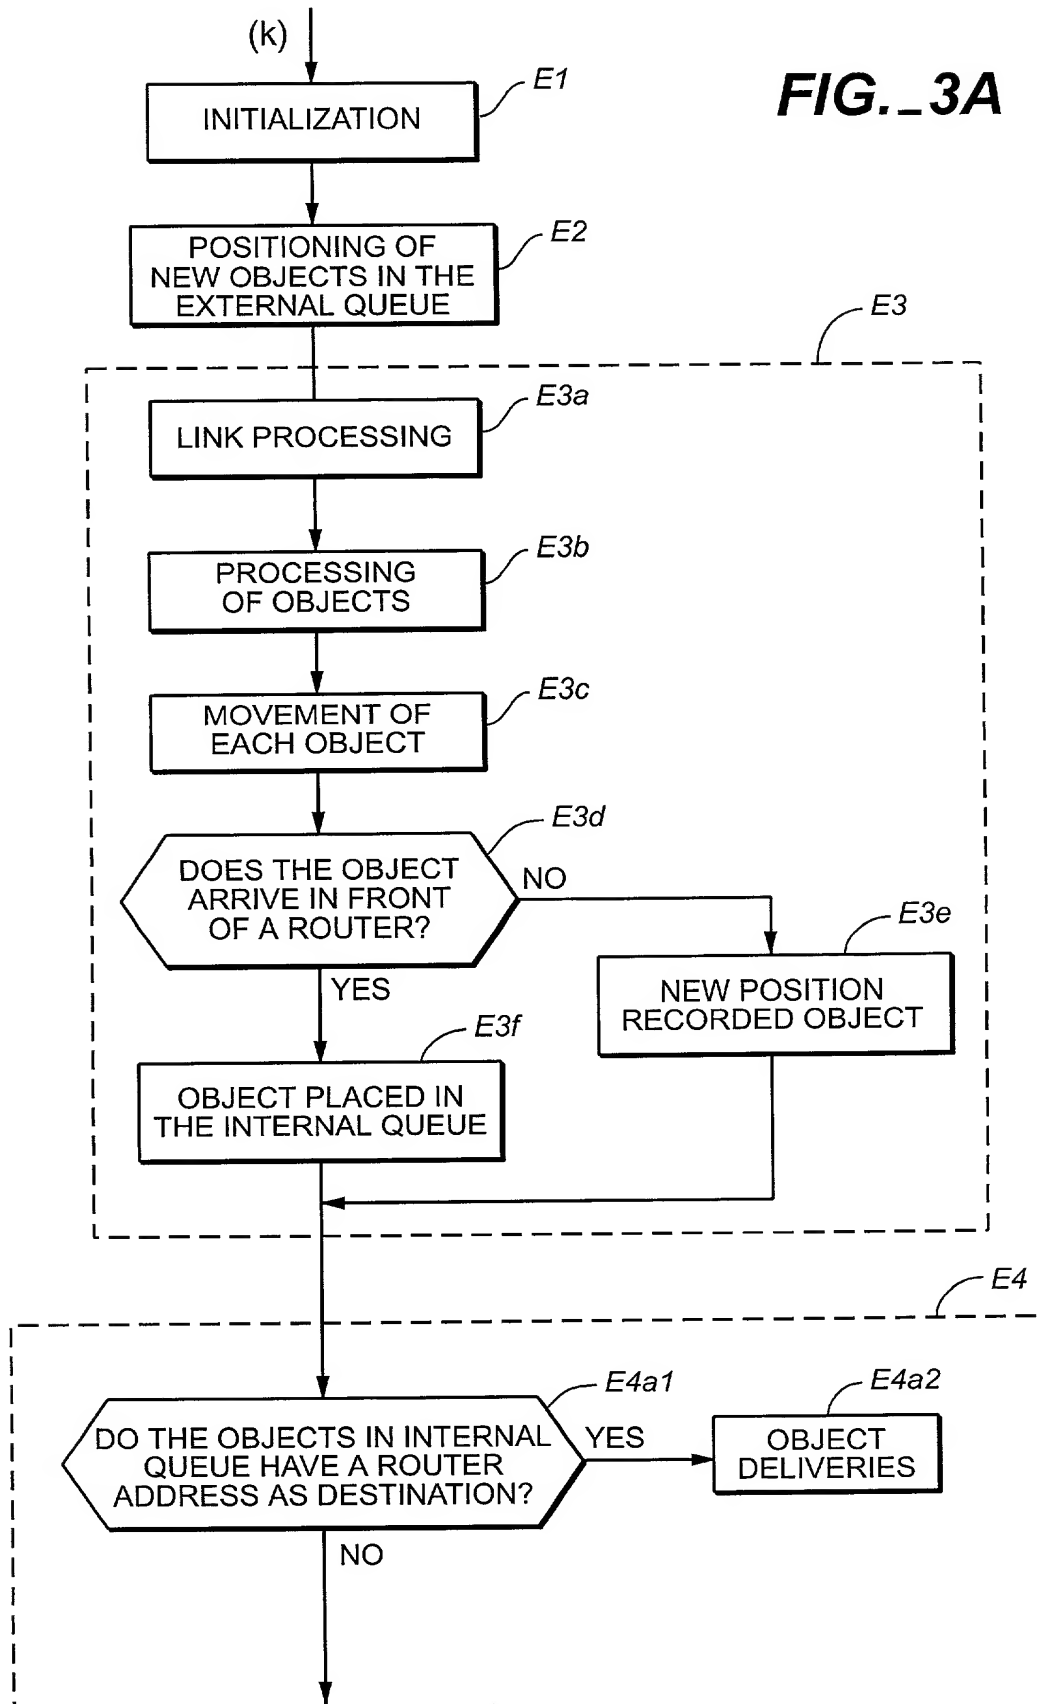 (k)
FIG._3A
E1
INITIALIZATION
E2
POSITIONING OF
NEW OBJECTS IN THE
EXTERNAL QUEUE
E3
E3a
LINK PROCESSING
E3b
PROCESSING
OF OBJECTS
E3c
MOVEMENT OF
EACH OBJECT
E3d
DOES THE OBJECT
ARRIVE IN FRONT
OF A ROUTER?
NO
YES
E3e
NEW POSITION
RECORDED OBJECT
E3f
OBJECT PLACED IN
THE INTERNAL QUEUE
E4
E4a1
DO THE OBJECTS IN INTERNAL
QUEUE HAVE A ROUTER
ADDRESS AS DESTINATION?
YES
E4a2
OBJECT
DELIVERIES
NO